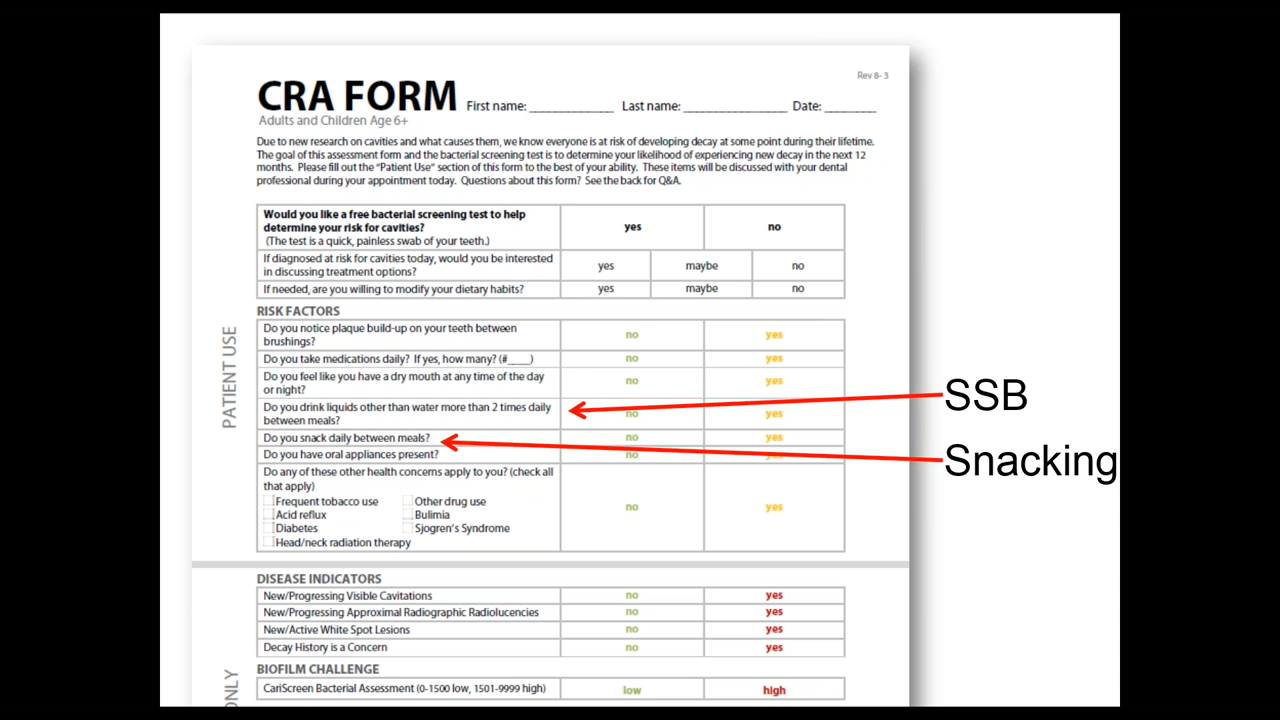 Rev 8- 3
CRA FORM First name: _____________ Last name: ________________ Date: ________
Adults and Children Age 6+
Due to new research on cavities and what causes them, we know everyone is at risk of developing decay at some point during their lifetime.
The goal of this assessment form and the bacterial screening test is to determine your likelihood of experiencing new decay in the next 12
months. Please fill out the "Patient Use" section of this form to the best of your ability. These items will be discussed with your dental
professional during your appointment today. Questions about this form? See the back for Q&A.
Would you like a free bacterial screening test to help
determine your risk for cavities?
(The test is a quick, painless swab of your teeth.)
yes no
If diagnosed at risk for cavities today, would you be interested
in discussing treatment options?
yes maybe no
If needed, are you willing to modify your dietary habits? yes maybe no
PATIENT USE
RISK FACTORS
Do you notice plaque build-up on your teeth between
brushings?
no yes
Do you take medications daily? If yes, how many? (#____) no yes
Do you feel like you have a dry mouth at any time of the day
or night?
no yes
Do you drink liquids other than water more than 2 times daily
between meals?
no yes
SSB
Do you snack daily between meals? no yes
Snacking
Do you have oral appliances present? no yes
Do any of these other health concerns apply to you? (check all
that apply)
Frequent tobacco use Other drug use
Acid reflux Bulimia
Diabetes Sjogren's Syndrome
Head/neck radiation therapy
no yes
DISEASE INDICATORS
New/Progressing Visible Cavitations no yes
New/Progressing Approximal Radiographic Radiolucencies no yes
New/Active White Spot Lesions no yes
Decay History is a Concern no yes
BIOFILM CHALLENGE
CariScreen Bacterial Assessment (0-1500 low, 1501-9999 high) low high
ONLY